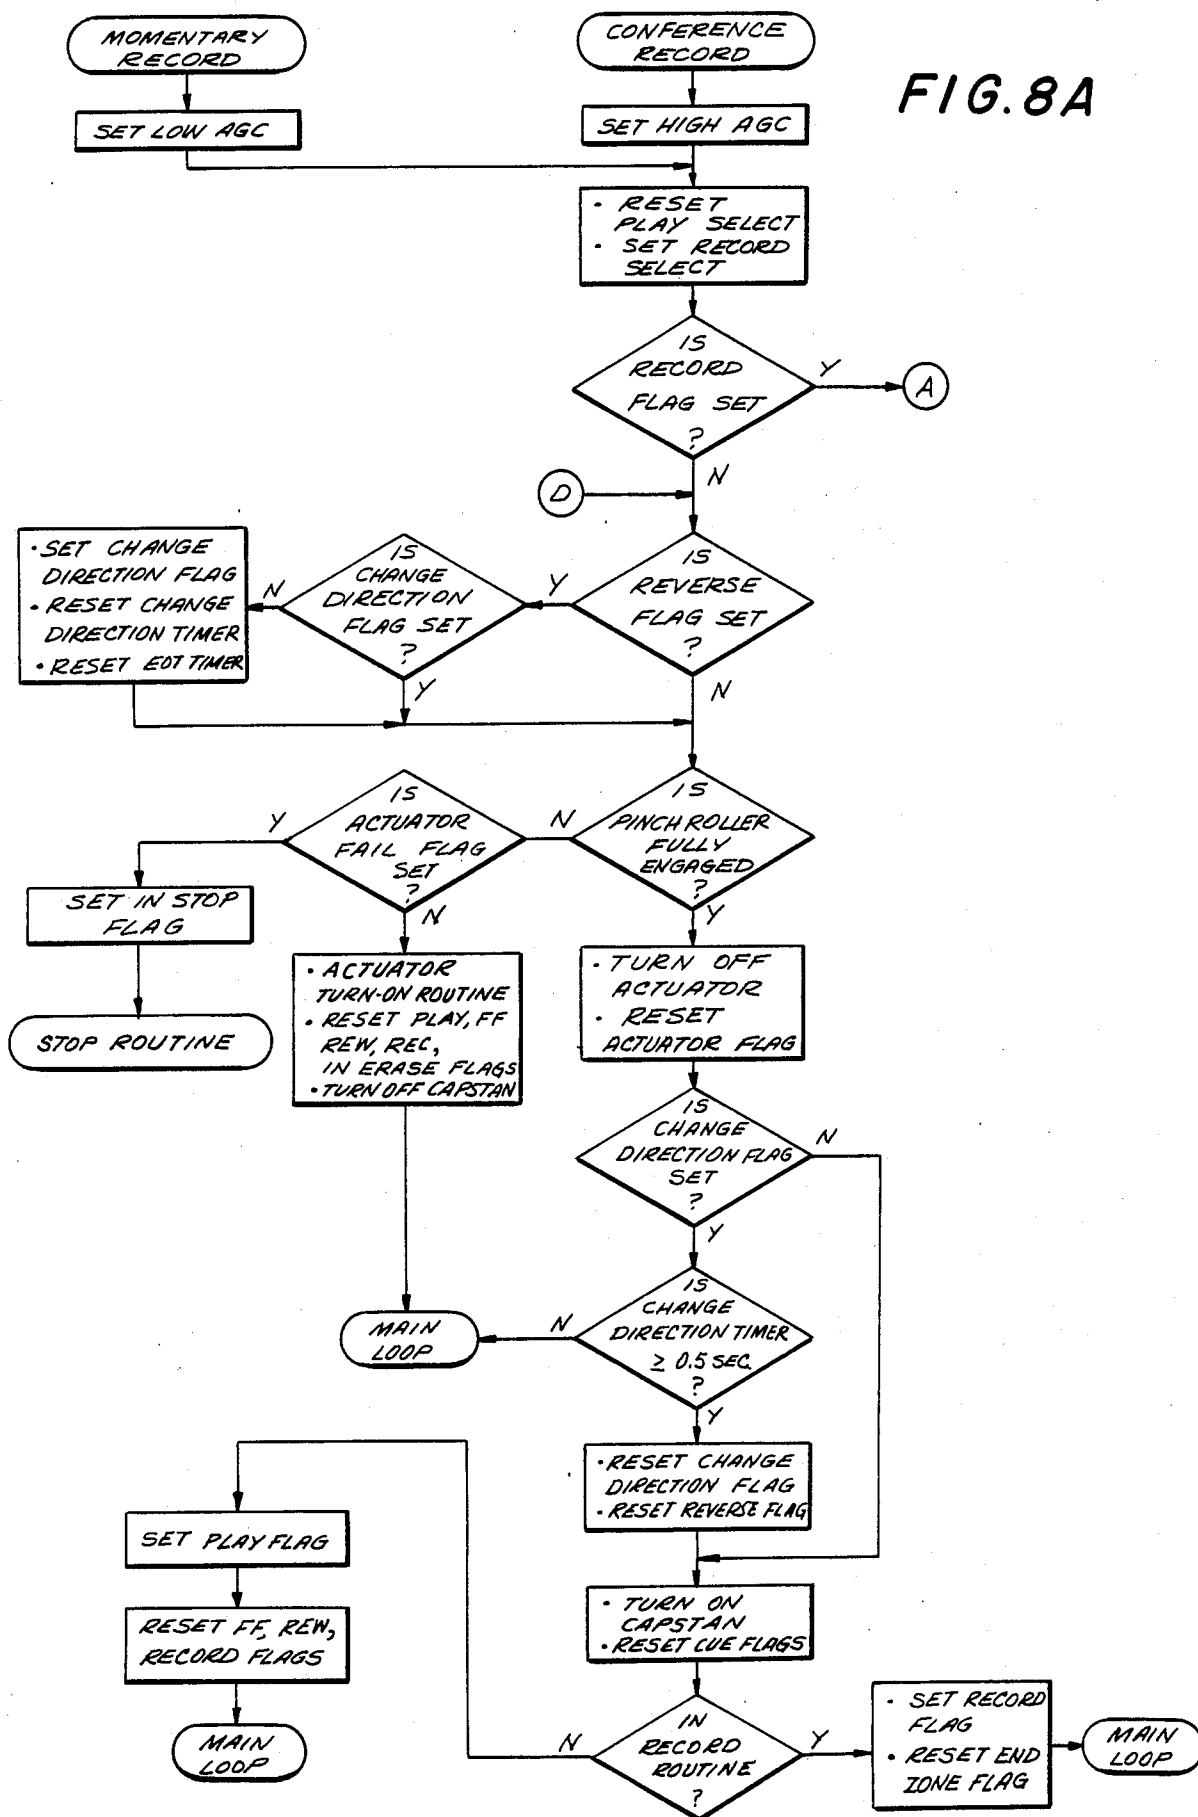 MOMENTARY
RECORD
CONFERENCE
RECORD
FIG. 8A
SET LOW AGC
SET HIGH AGC
• RESET
PLAY SELECT
• SET RECORD
SELECT
IS
RECORD
FLAG SET
?
Y
A
N
D
IS
REVERSE
FLAG SET
?
Y
N
IS
CHANGE
DIRECTION
FLAG SET
?
N
Y
• SET CHANGE
DIRECTION FLAG
• RESET CHANGE
DIRECTION TIMER
• RESET EOT TIMER
IS
PINCH ROLLER
FULLY
ENGAGED
?
N
Y
IS
ACTUATOR
FAIL FLAG
SET
?
Y
N
SET IN STOP
FLAG
STOP ROUTINE
• ACTUATOR
TURN-ON ROUTINE
• RESET PLAY, FF
REW, REC,
IN ERASE FLAGS
• TURN OFF CAPSTAN
• TURN OFF
ACTUATOR
• RESET
ACTUATOR FLAG
IS
CHANGE
DIRECTION FLAG
SET
?
N
Y
IS
CHANGE
DIRECTION TIMER
≥ 0.5 SEC.
?
N
Y
MAIN
LOOP
• RESET CHANGE
DIRECTION FLAG
• RESET REVERSE FLAG
• TURN ON
CAPSTAN
• RESET CUE FLAGS
IN
RECORD
ROUTINE
?
N
Y
SET PLAY FLAG
RESET FF, REW,
RECORD FLAGS
MAIN
LOOP
• SET RECORD
FLAG
• RESET END
ZONE FLAG
MAIN
LOOP